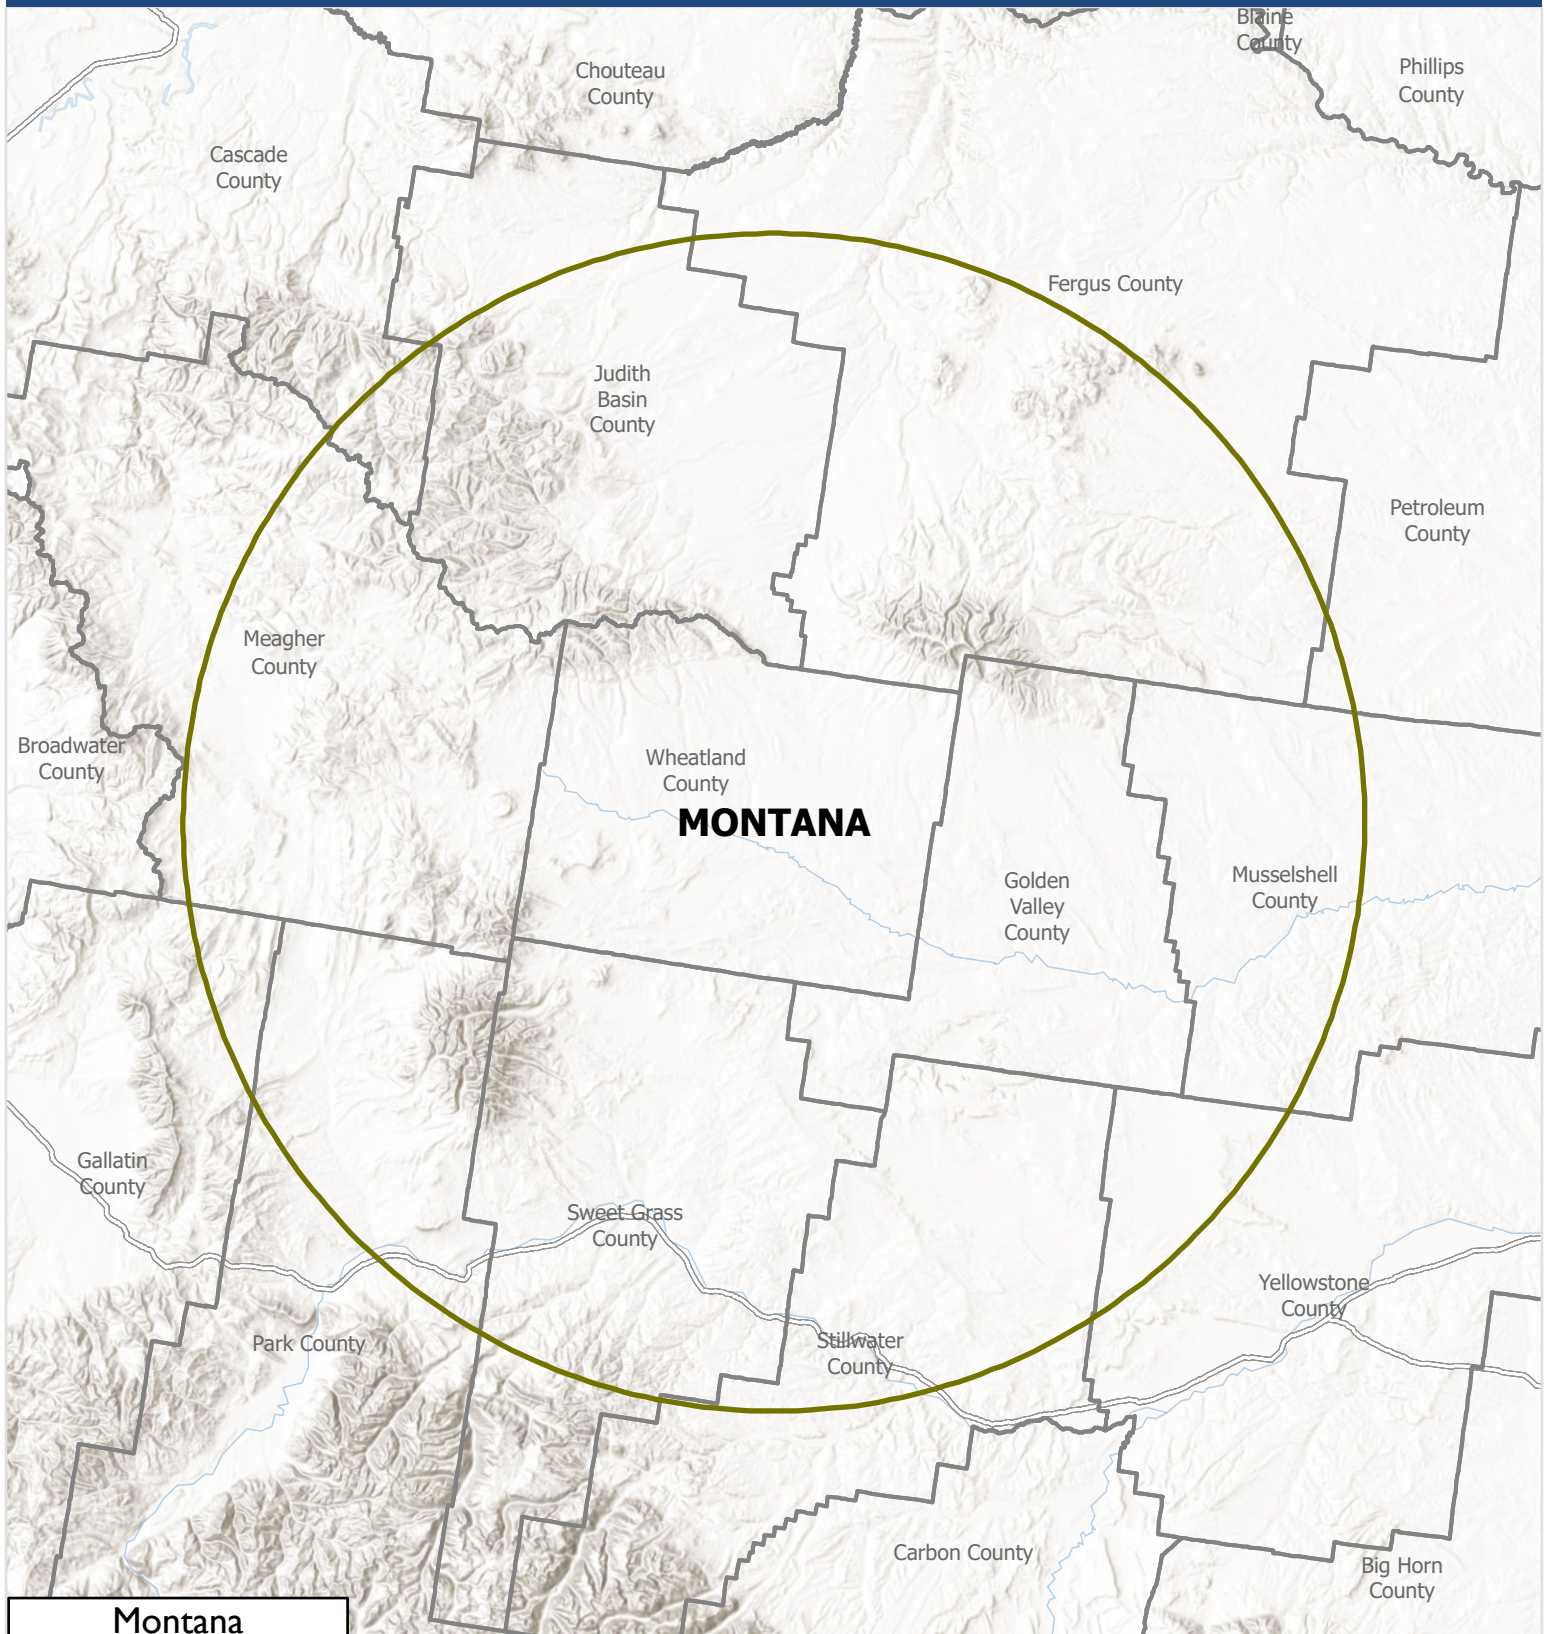 Blaine
County
Chouteau
County
Phillips
County
Cascade
County
Fergus County
Judith
Basin
County
Petroleum
County
Meagher
County
Broadwater
County
Wheatland
County
MONTANA
Golden
Valley
County
Musselshell
County
Gallatin
County
Sweet Grass
County
Yellowstone
County
Park County
Stillwater
County
Carbon County
Big Horn
County
Montana